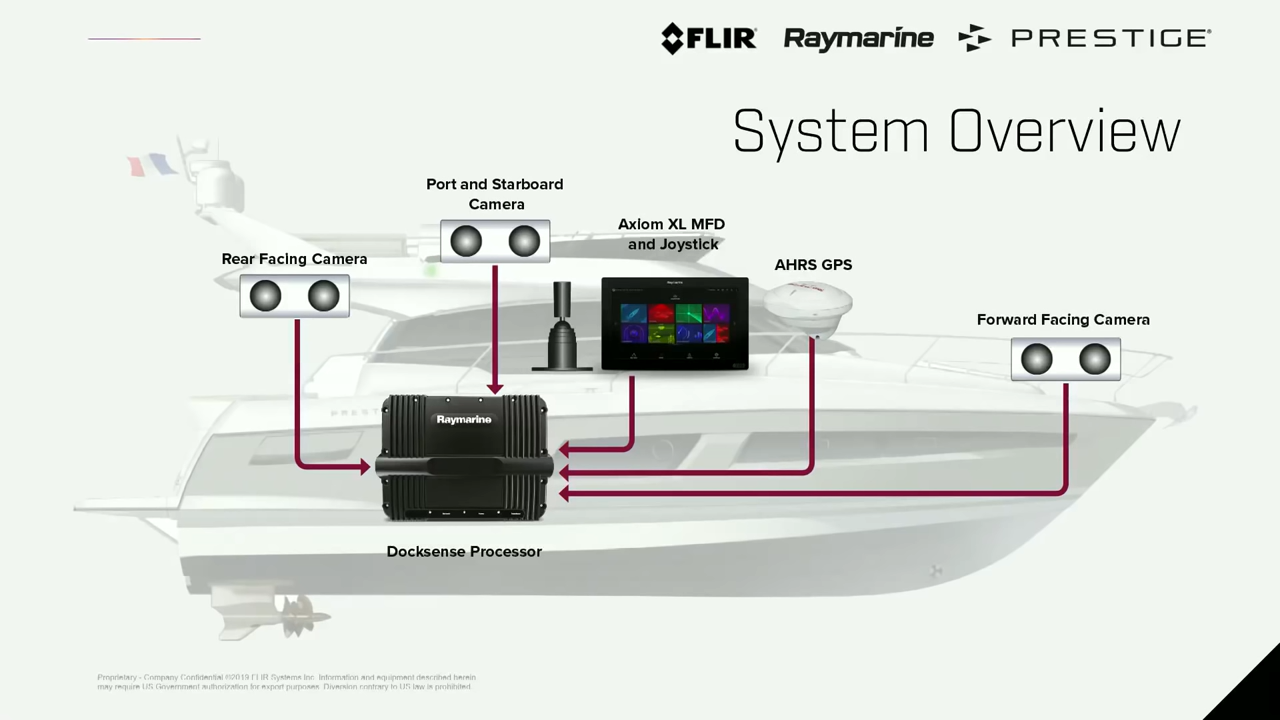 FLIR
Raymarine
PRESTIGE
System Overview
Port and Starboard
Camera
Axiom XL MFD
and Joystick
Rear Facing Camera
AHRS GPS
Forward Facing Camera
Raymarine
PREST
Raymarine
Docksense Processor
Proprietary - Company Confidential ©2019 FLIR Systems Inc. Information and equipment described herein
may require US Government authorization for export purposes. Diversion contrary to US law is prohibited.